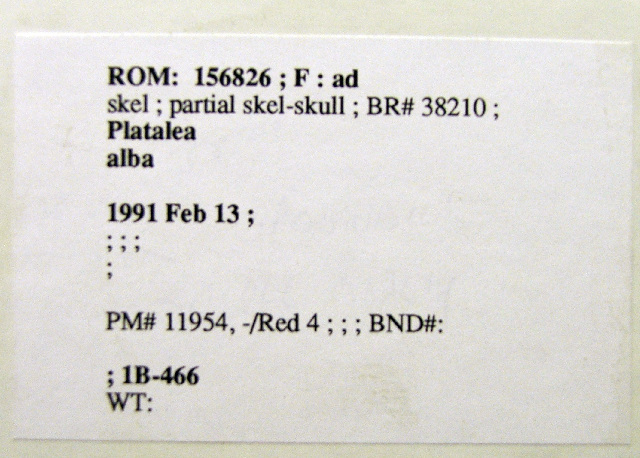 ROM: 156826 ; F : ad
skel ; partial skel-skull ; BR# 38210 ;
Platalea
alba
1991 Feb 13 ;
; ; ;
;
PM# 11954, -/Red 4 ; ; ; BND#:
; 1B-466
WT: